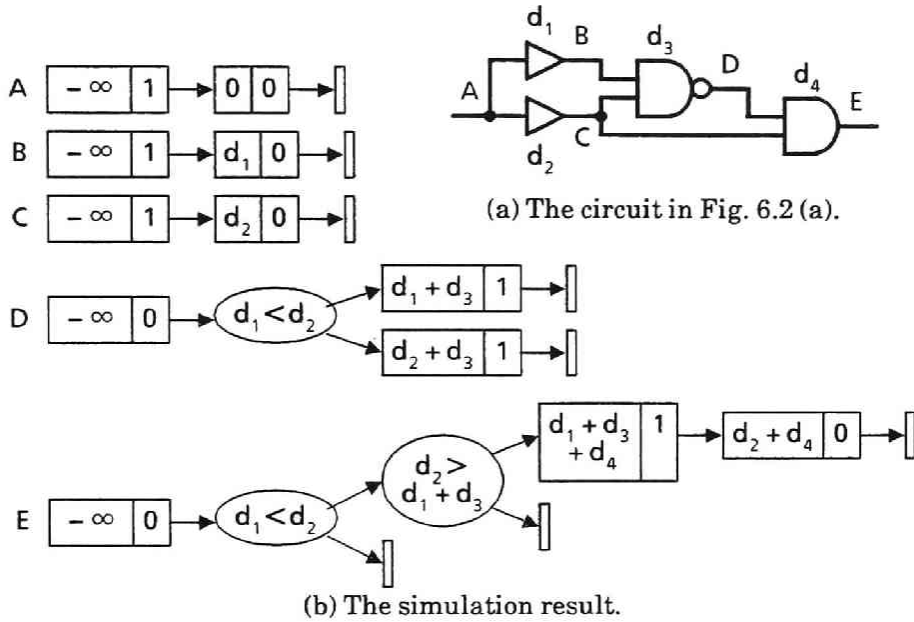 A − ∞ 1 0 0
B − ∞ 1 d₁ 0
C − ∞ 1 d₂ 0
d₁
B
d₃
D
d₄
E
A
C
d₂
(a) The circuit in Fig. 6.2 (a).
D − ∞ 0 d₁ < d₂
d₁ + d₃ 1
d₂ + d₃ 1
E − ∞ 0 d₁ < d₂
d₂ >
d₁ + d₃
d₁ + d₃ 1
+ d₄
d₂ + d₄ 0
(b) The simulation result.